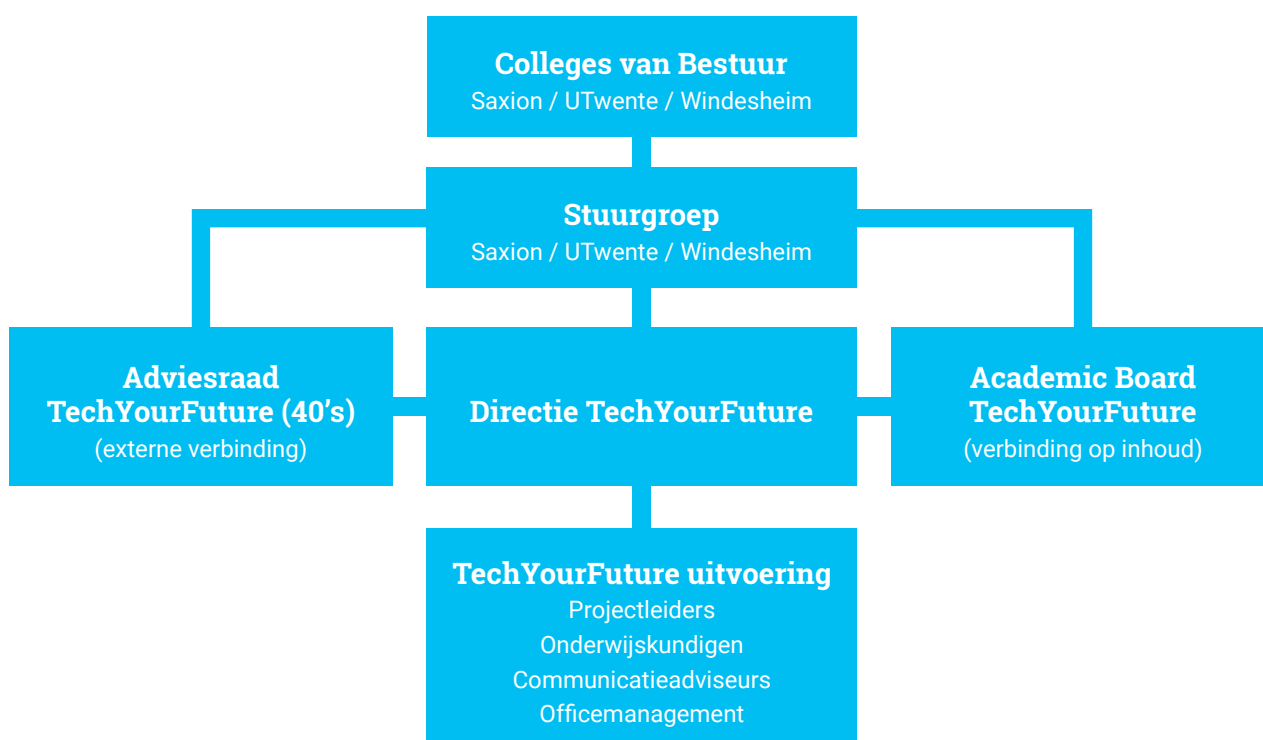 Colleges van Bestuur
Saxion / UTwente / Windesheim
Stuurgroep
Saxion / UTwente / Windesheim
Adviesraad
TechYourFuture (40’s)
(externe verbinding)
Directie TechYourFuture
Academic Board
TechYourFuture
(verbinding op inhoud)
TechYourFuture uitvoering
Projectleiders
Onderwijskundigen
Communicatieadviseurs
Officemanagement